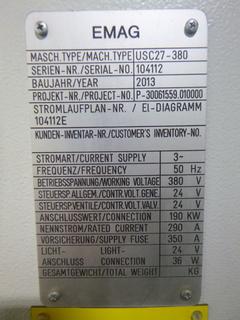 EMAG
MASCH.TYPE/MACH.TYPE USC27-380
SERIEN-NR./SERIAL-NO. 104112
BAUJAHR/YEAR 2013
PROJEKT-NR./PROJECT-NO. P-30061559.010000
STROMLAUFPLAN-NR. / El-DIAGRAMM
104112E
KUNDEN-INVENTAR-NR./CUSTOMER'S INVENTORY-NO.
STROMART/CURRENT SUPPLY 3~
FREQUENZ/FREQUENCY 50 Hz
BETRIEBSSPANNUNG/WORKING VOLTAGE 380 V
STEUERSP ALLGEM./CONTR.VOLT GENE. 24 V
STEUERSP.VENTILE/CONTR.VOLT VALV. 24 V
ANSCHLUSSWERT/CONNECTION 190 KW
NENNSTROM/RATED CURRENT 290 A
VORSICHERUNG/SUPPLY FUSE 350 A
LICHT- LIGHT- 24 V
ANSCHLUSS CONNECTION 36 W
GESAMTGEWICHT/TOTAL WEIGHT KG